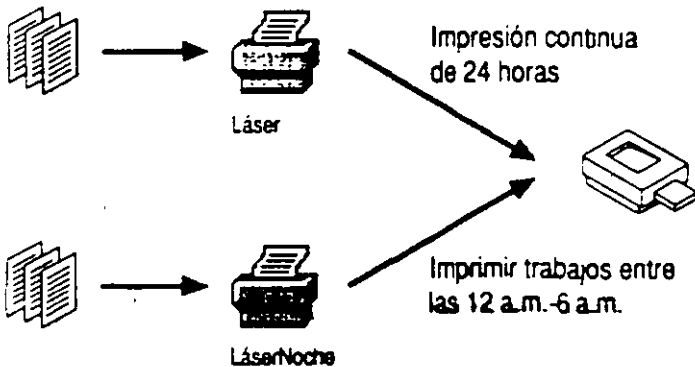 Impresión continua
de 24 horas
Láser
Imprimir trabajos entre
las 12 a.m.-6 a.m.
LáserNoche